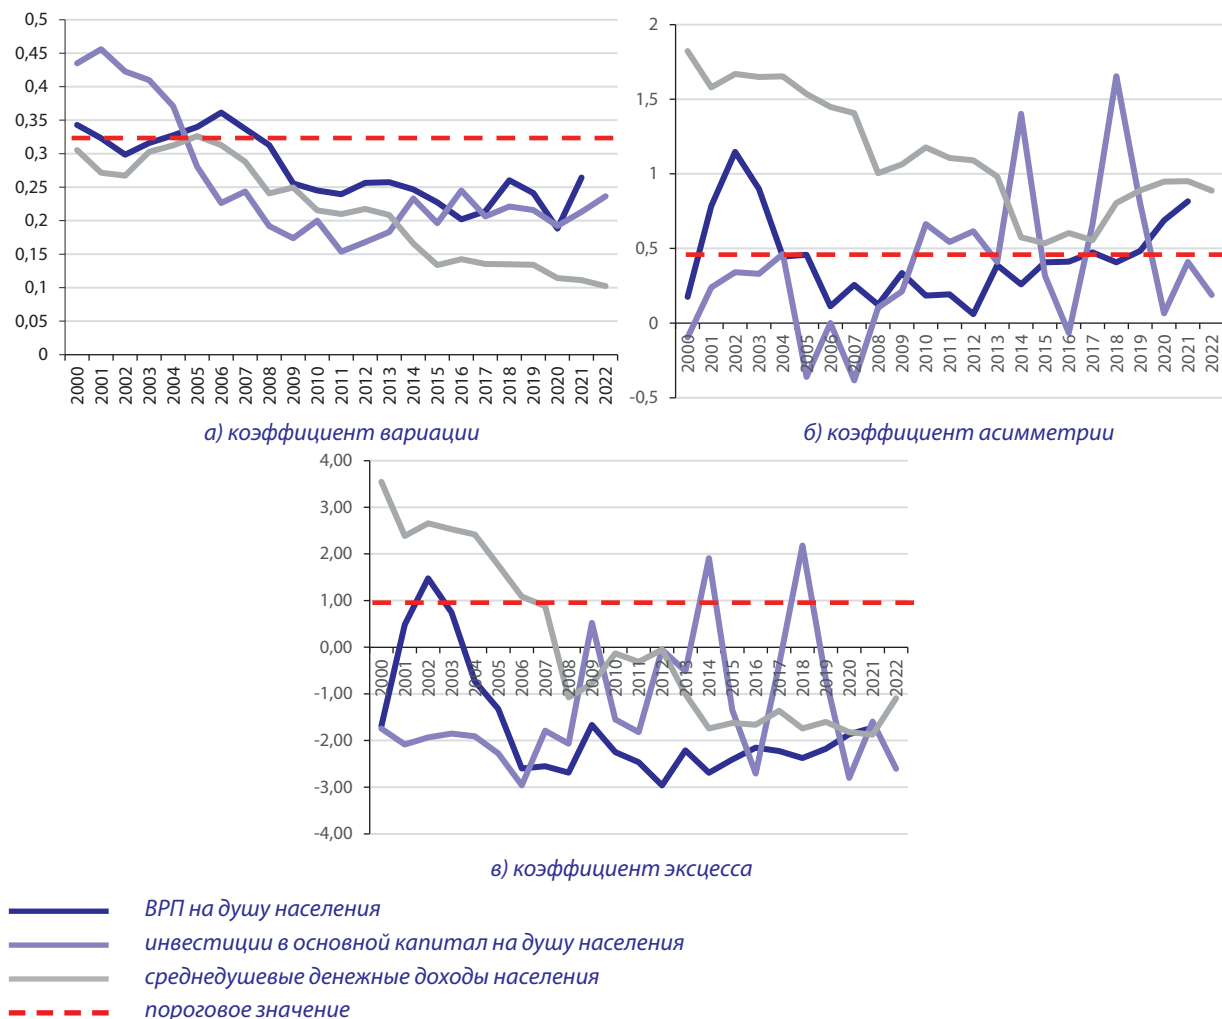 0,5
0,45
0,4
0,35
0,3
0,25
0,2
0,15
0,1
0,05
0
2000 2001 2002 2003 2004 2005 2006 2007 2008 2009 2010 2011 2012 2013 2014 2015 2016 2017 2018 2019 2020 2021 2022
а) коэффициент вариации
2
1,5
1
0,5
0
-0,5
2000 2001 2002 2003 2004 2005 2006 2007 2008 2009 2010 2011 2012 2013 2014 2015 2016 2017 2018 2019 2020 2021 2022
б) коэффициент асимметрии
4,00
3,00
2,00
1,00
0,00
-1,00
-2,00
-3,00
-4,00
2000 2001 2002 2003 2004 2005 2006 2007 2008 2009 2010 2011 2012 2013 2014 2015 2016 2017 2018 2019 2020 2021 2022
в) коэффициент эксцесса
ВРП на душу населения
инвестиции в основной капитал на душу населения
среднедушевые денежные доходы населения
пороговое значение